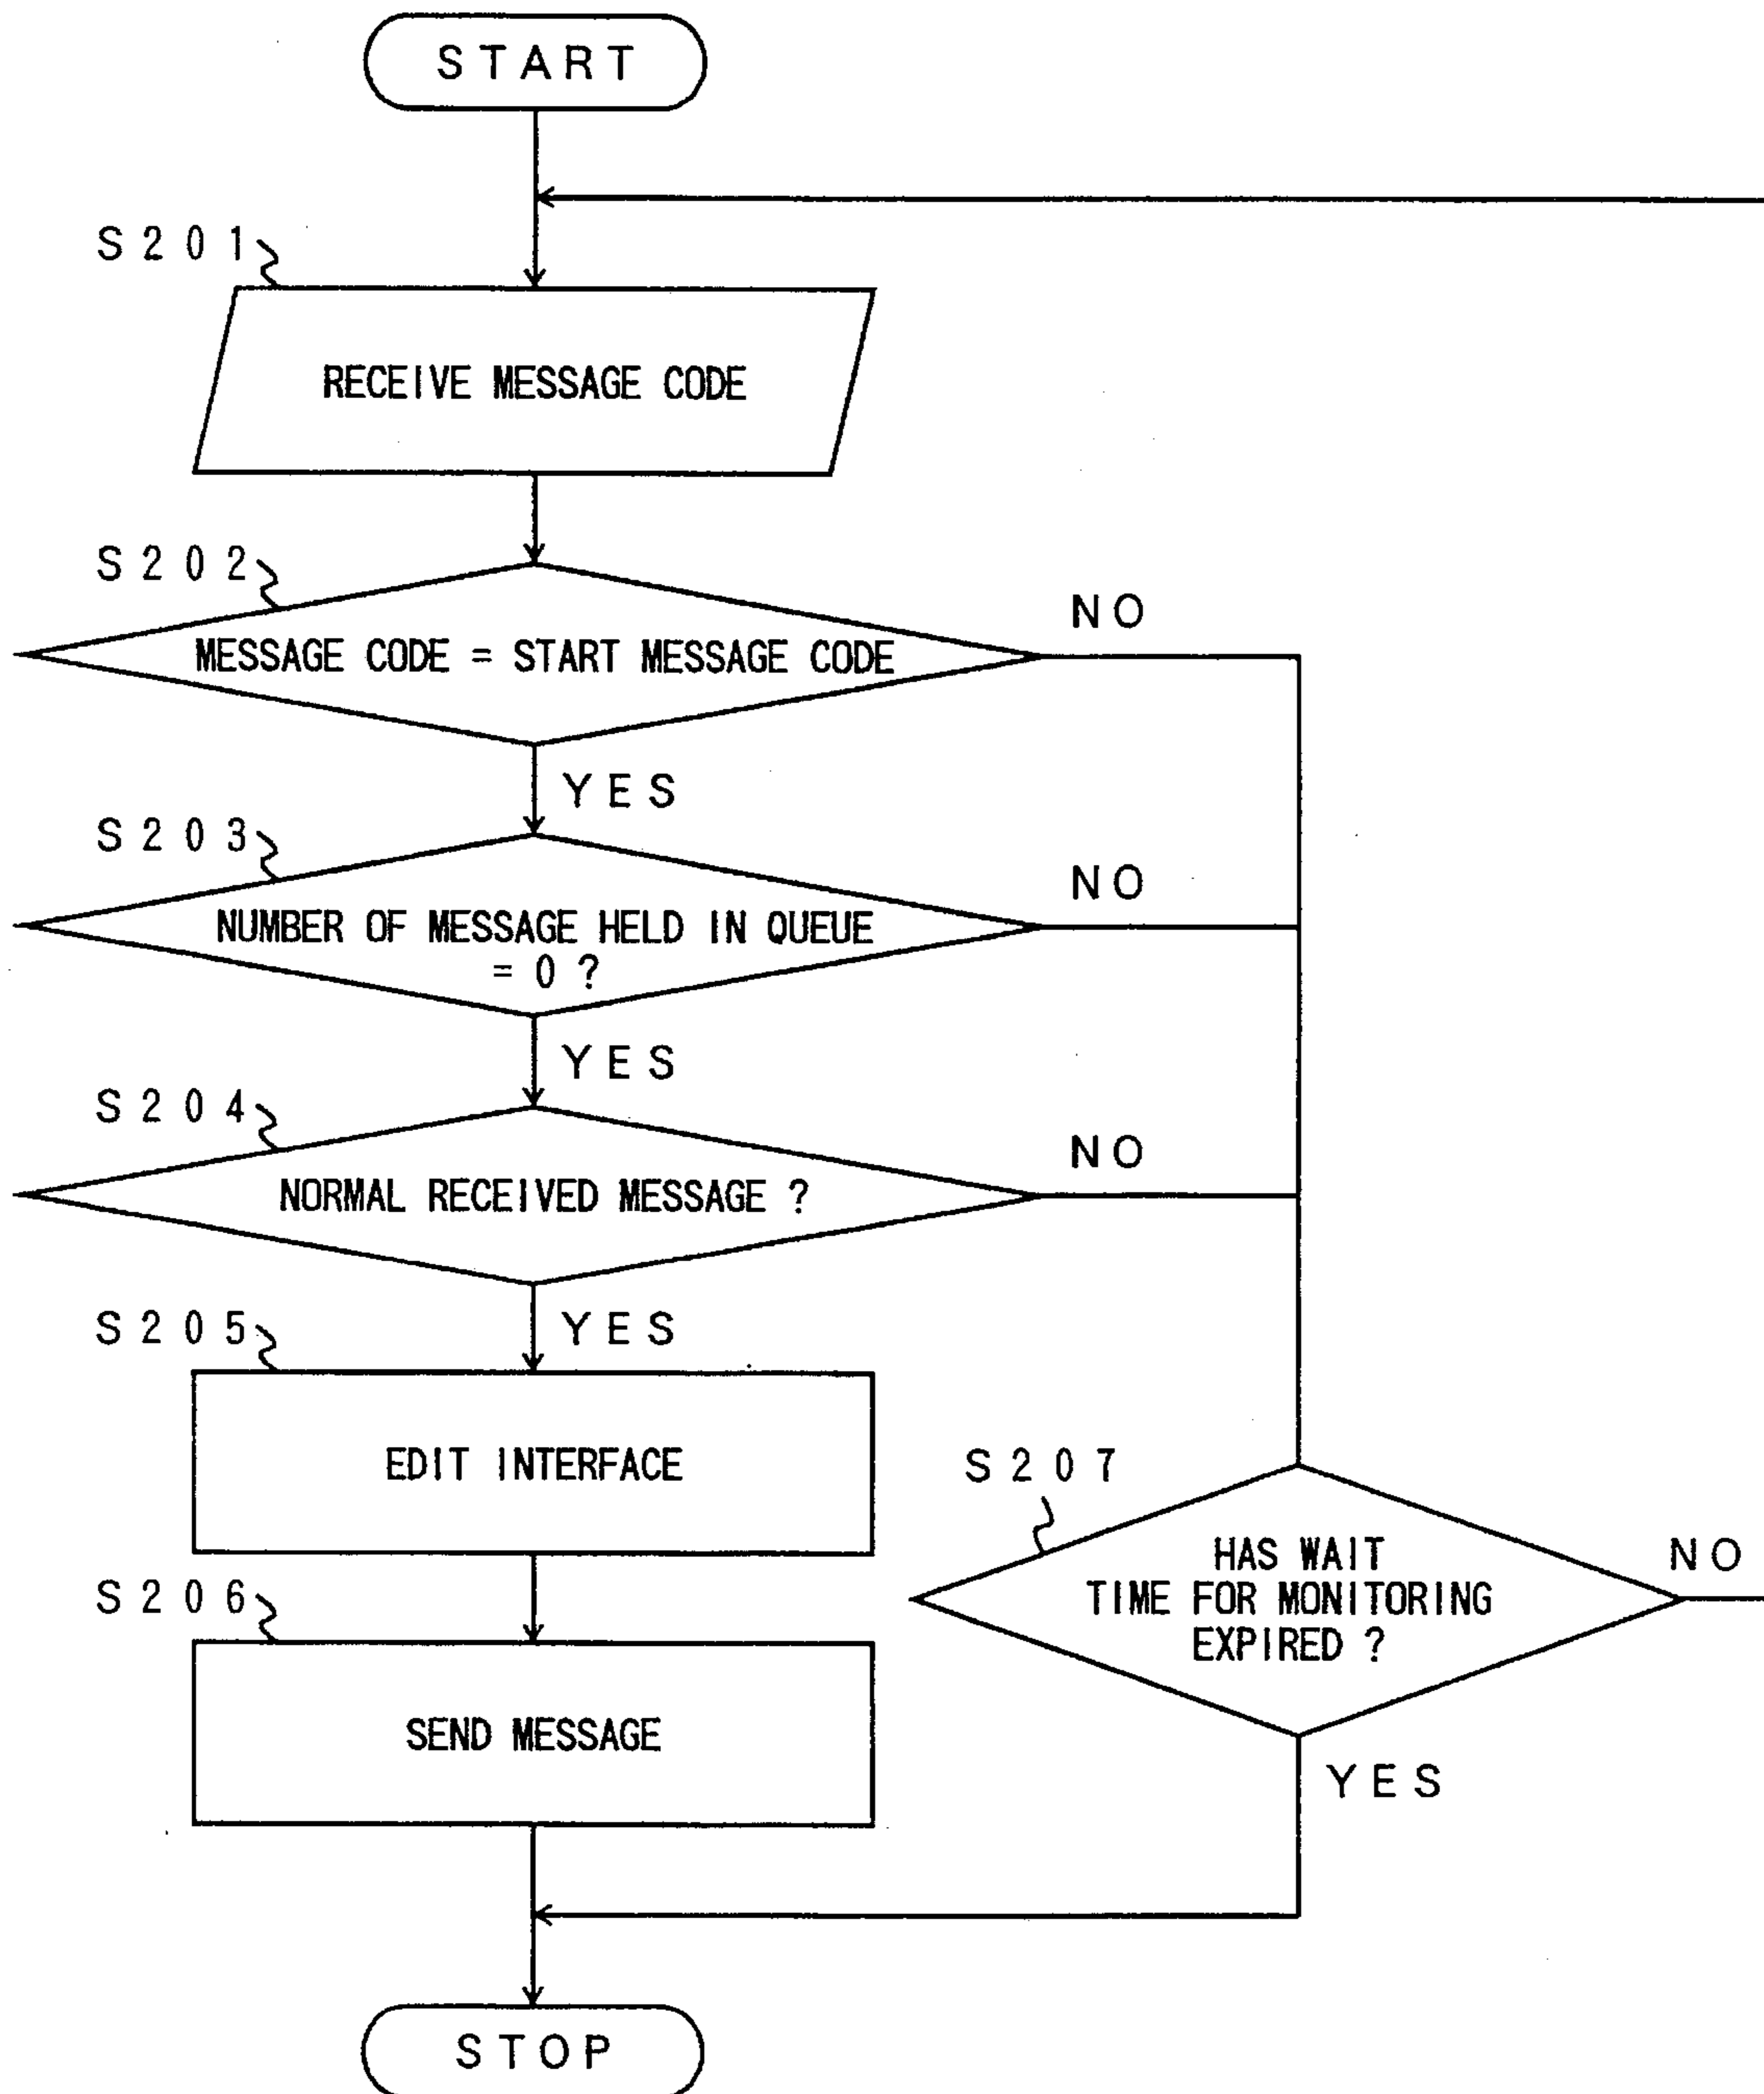 START
S201
RECEIVE MESSAGE CODE
S202
NO
MESSAGE CODE = START MESSAGE CODE
YES
S203
NO
NUMBER OF MESSAGE HELD IN QUEUE
= 0 ?
YES
S204
NO
NORMAL RECEIVED MESSAGE ?
YES
S205
EDIT INTERFACE
S207
HAS WAIT
TIME FOR MONITORING
EXPIRED ?
NO
S206
SEND MESSAGE
YES
STOP